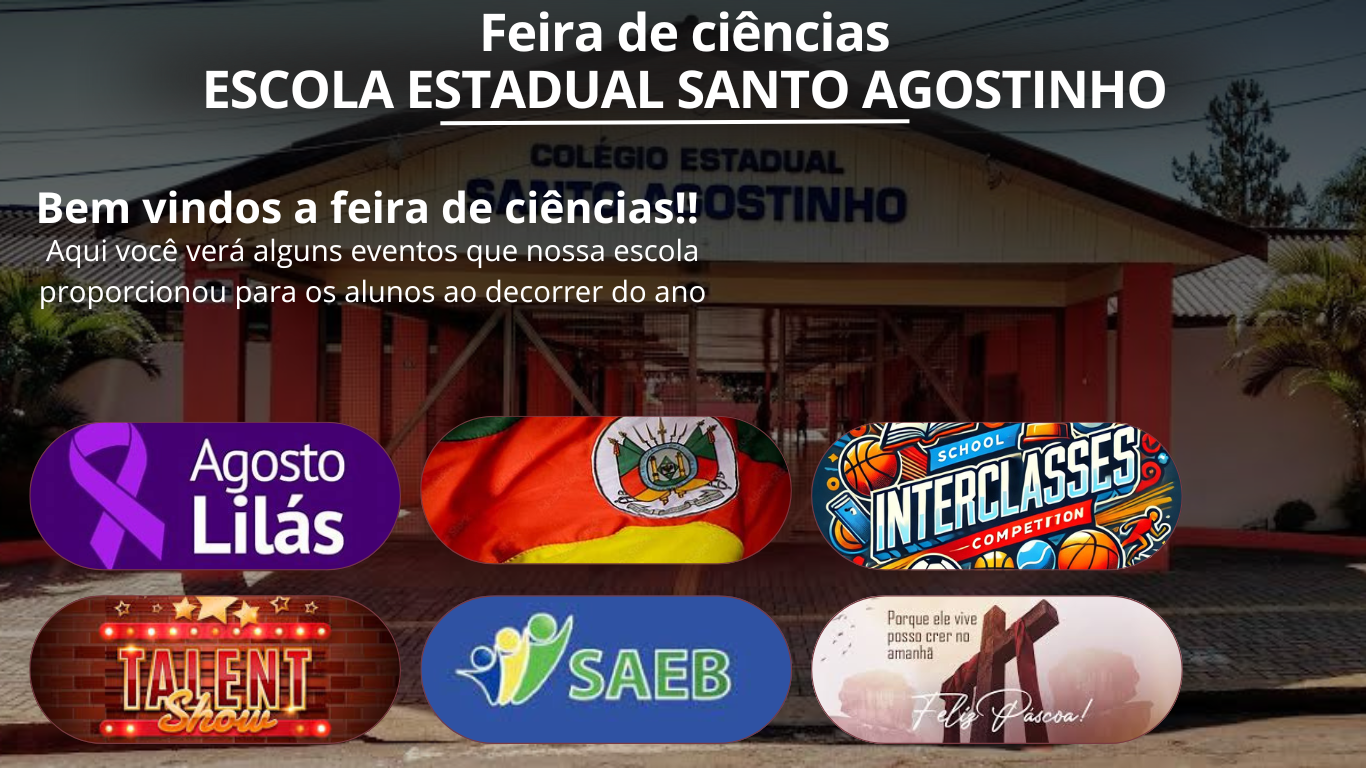 Feira de ciências
ESCOLA ESTADUAL SANTO AGOSTINHO
COLÉGIO ESTADUAL
SANTO AGOSTINHO
Bem vindos a feira de ciências!!
Aqui você verá alguns eventos que nossa escola
proporcionou para os alunos ao decorrer do ano
Agosto
Lilás
SCHOOL
INTERCLASSES
COMPETITION
TALENT
Show
SAEB
Porque ele vive
posso crer no
amanhã
Feliz Páscoa!